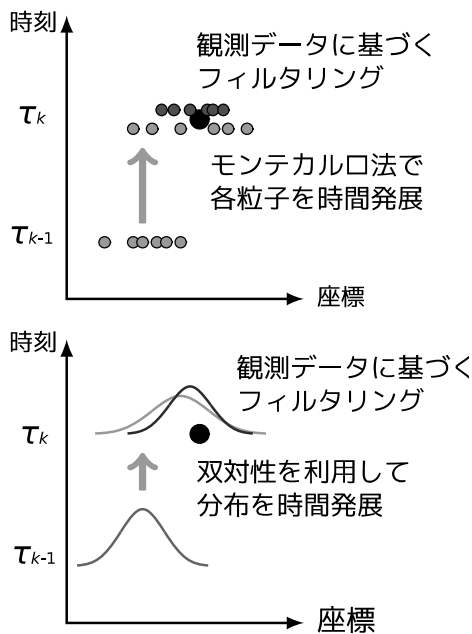 時刻
観測データに基づく
フィルタリング
τk
モンテカルロ法で
各粒子を時間発展
τk-1
座標
時刻
観測データに基づく
フィルタリング
τk
双対性を利用して
分布を時間発展
τk-1
座標